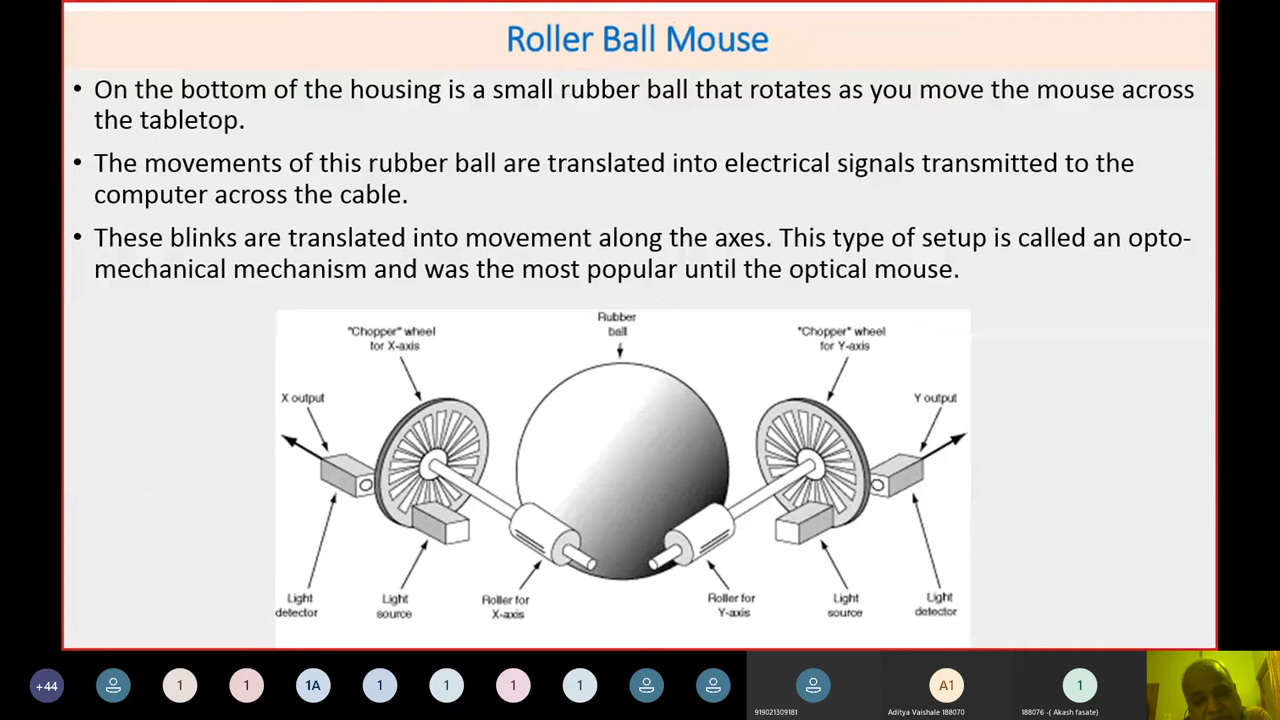 Roller Ball Mouse
• On the bottom of the housing is a small rubber ball that rotates as you move the mouse across
the tabletop.
• The movements of this rubber ball are translated into electrical signals transmitted to the
computer across the cable.
• These blinks are translated into movement along the axes. This type of setup is called an opto-
mechanical mechanism and was the most popular until the optical mouse.
Rubber
ball
"Chopper" wheel
for X-axis
"Chopper" wheel
for Y-axis
X output
Y output
Light
detector
Light
source
Roller for
X-axis
Roller for
Y-axis
Light
source
Light
detector
+44
1
1
1A
1
1
1
1
A1
1
919021309181
Aditya Vaishale 188070
188076 -( Akash fasate)